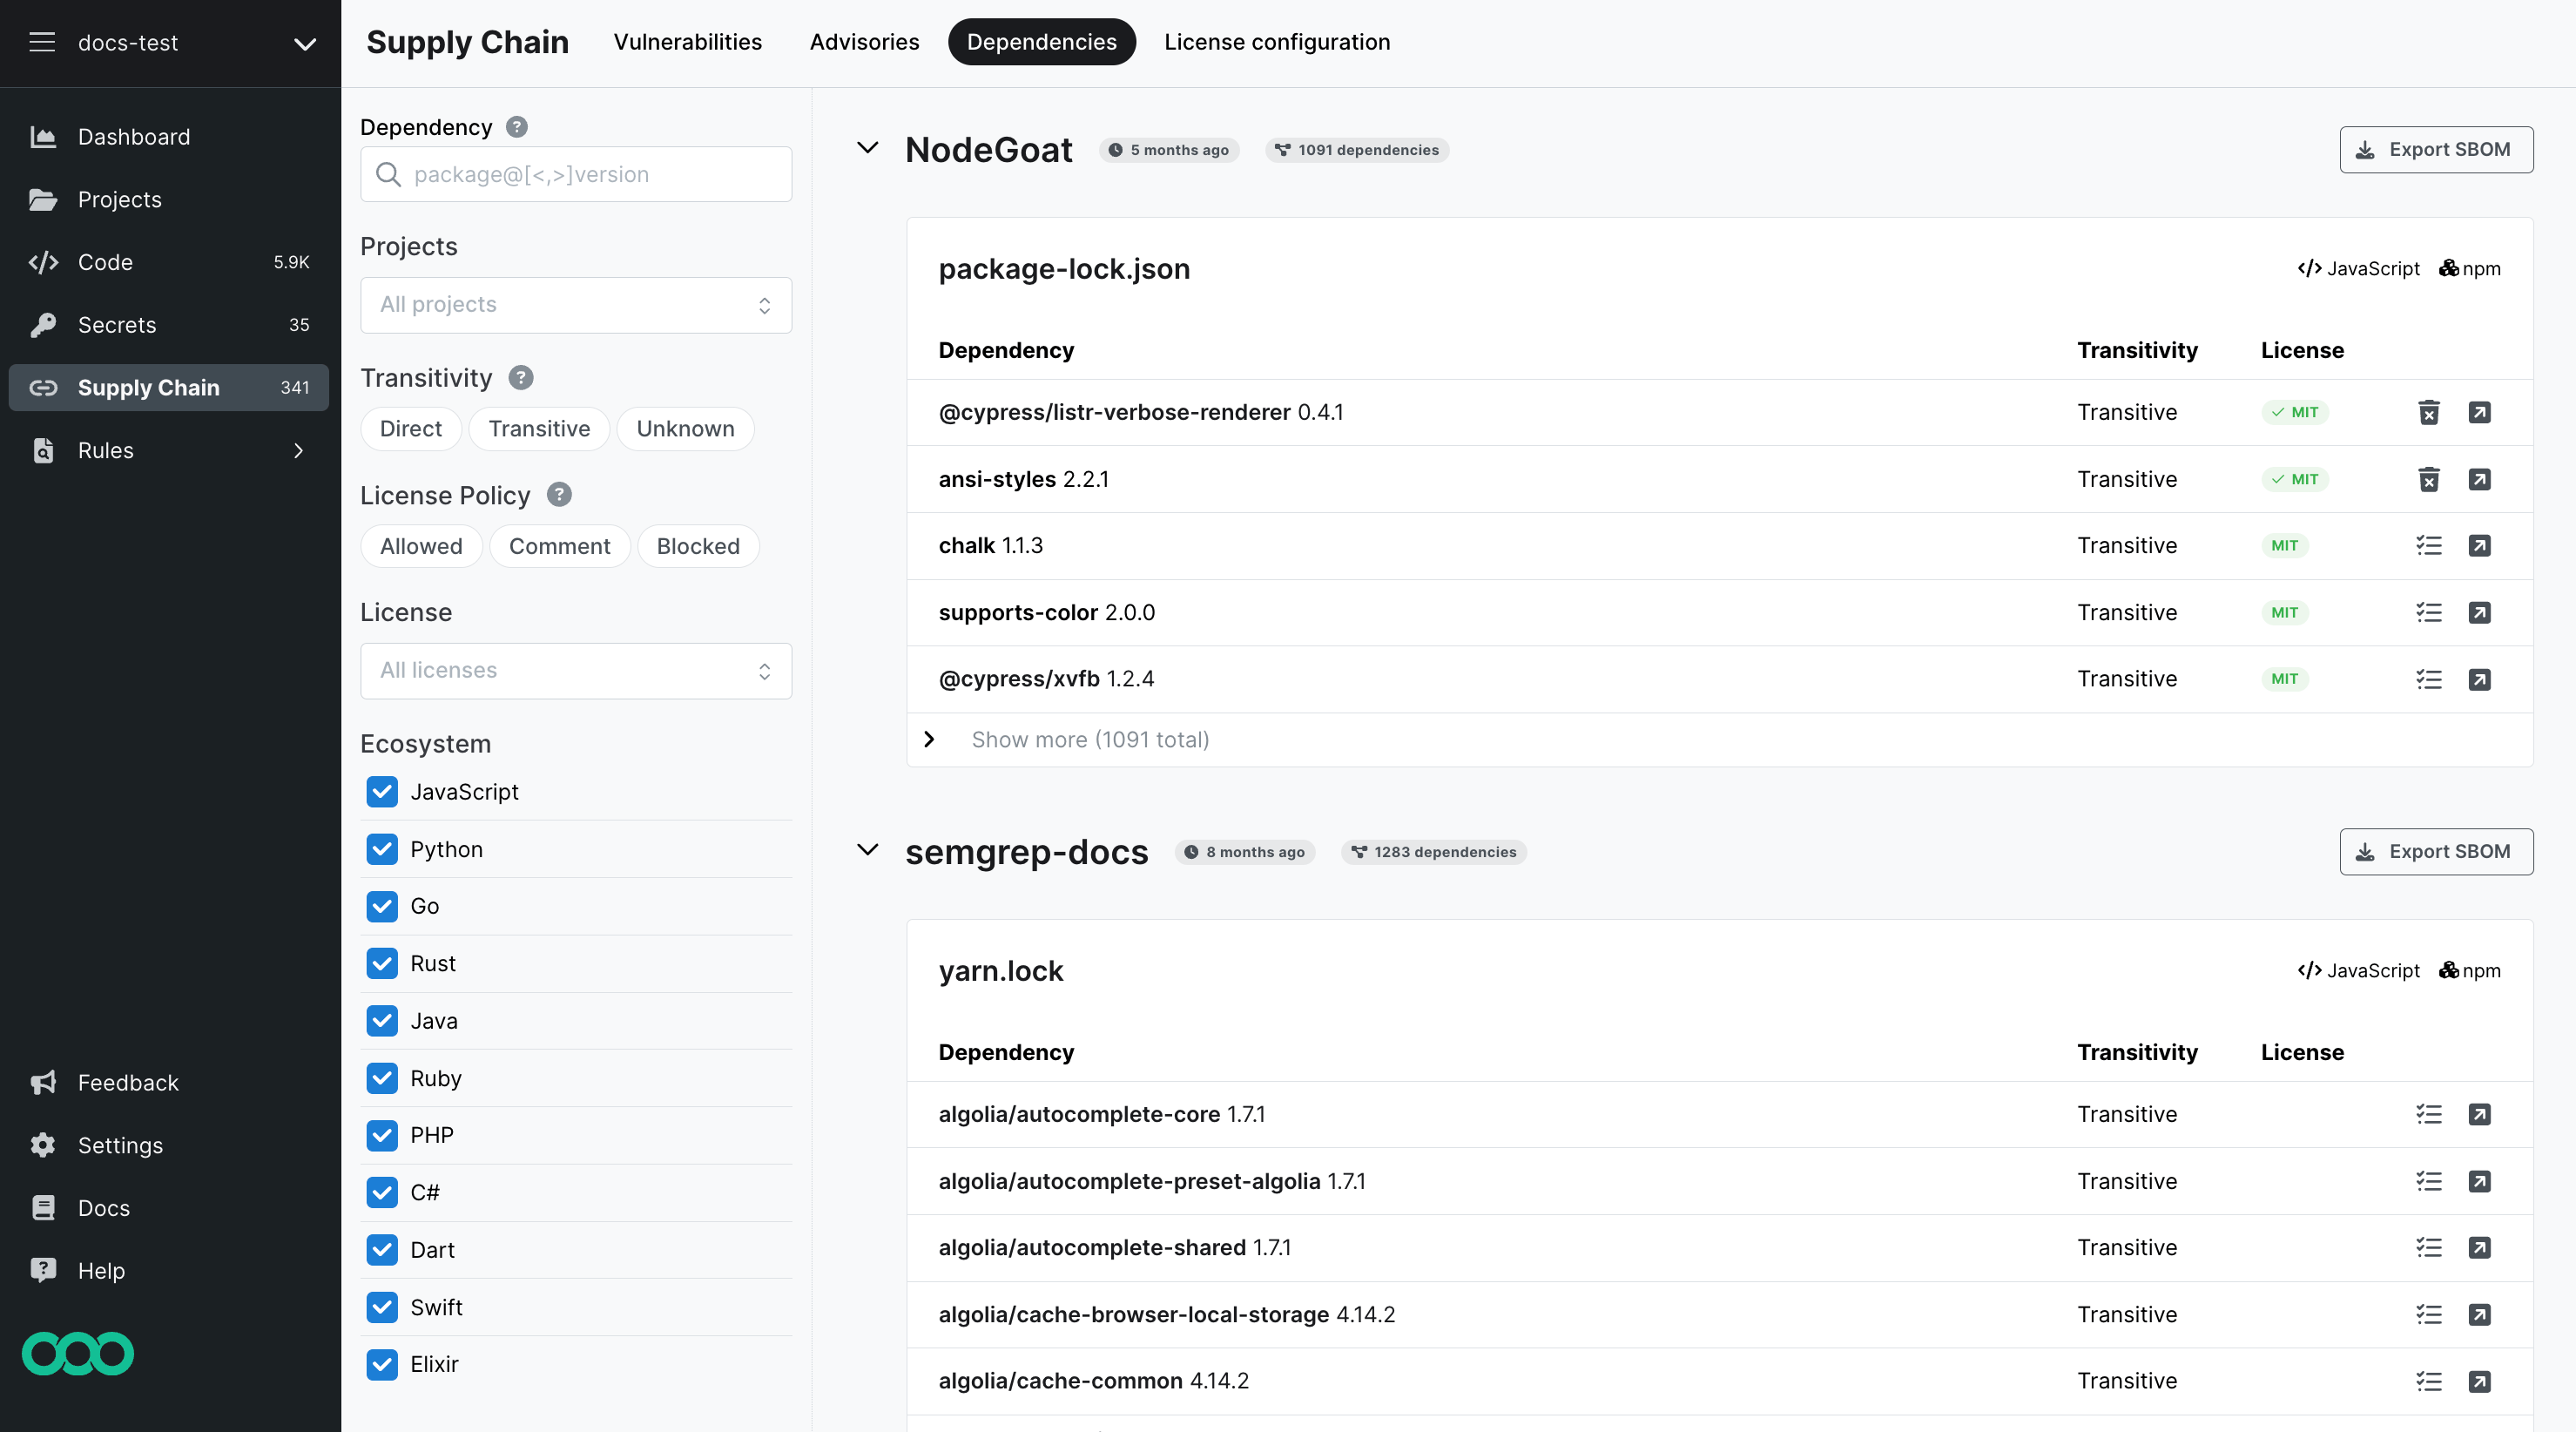 docs-test
Dashboard
Projects
Code 5.9K
Secrets 35
Supply Chain 341
Rules
Feedback
Settings
Docs
Help
Supply Chain Vulnerabilities Advisories Dependencies License configuration
Dependency ?
package@[<,>]version
Projects
All projects
Transitivity ?
Direct Transitive Unknown
License Policy ?
Allowed Comment Blocked
License
All licenses
Ecosystem
JavaScript
Python
Go
Rust
Java
Ruby
PHP
C#
Dart
Swift
Elixir
NodeGoat 5 months ago 1091 dependencies Export SBOM
package-lock.json JavaScript npm
Dependency Transitivity License
@cypress/listr-verbose-renderer 0.4.1 Transitive MIT
ansi-styles 2.2.1 Transitive MIT
chalk 1.1.3 Transitive MIT
supports-color 2.0.0 Transitive MIT
@cypress/xvfb 1.2.4 Transitive MIT
Show more (1091 total)
semgrep-docs 8 months ago 1283 dependencies Export SBOM
yarn.lock JavaScript npm
Dependency Transitivity License
algolia/autocomplete-core 1.7.1 Transitive
algolia/autocomplete-preset-algolia 1.7.1 Transitive
algolia/autocomplete-shared 1.7.1 Transitive
algolia/cache-browser-local-storage 4.14.2 Transitive
algolia/cache-common 4.14.2 Transitive